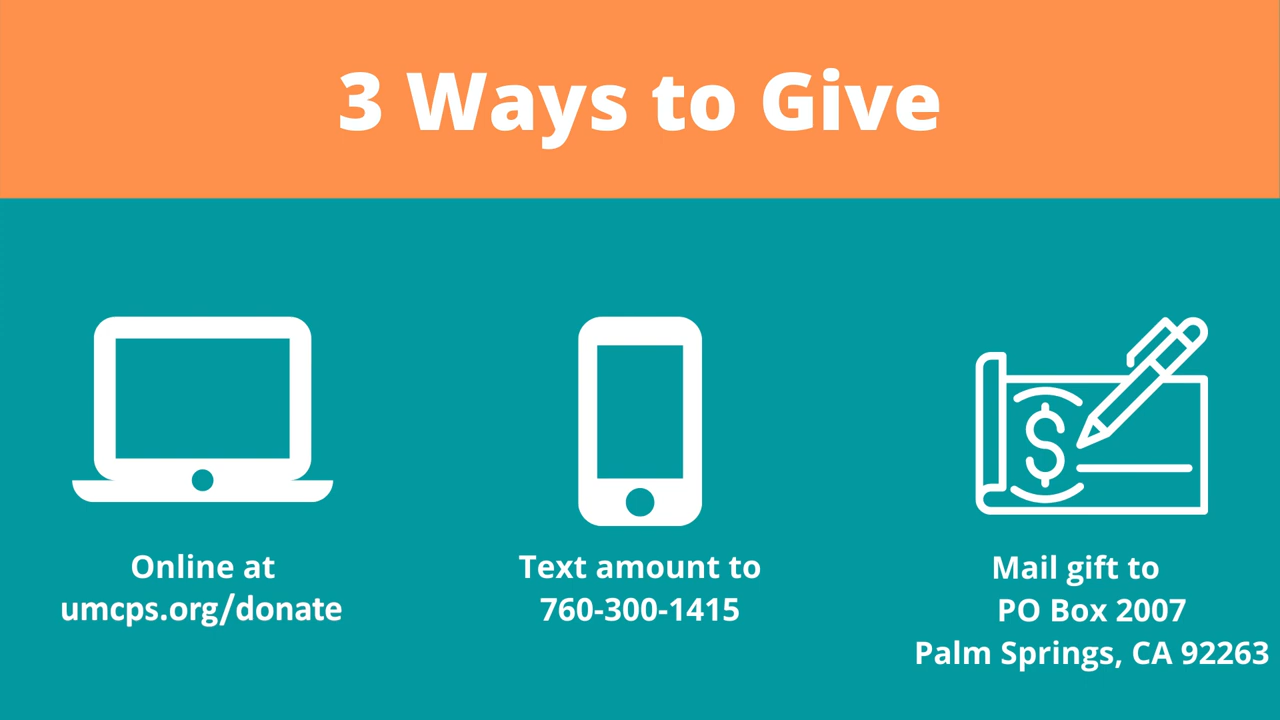 3 Ways to Give
Online at
umcps.org/donate
Text amount to
760-300-1415
Mail gift to
PO Box 2007
Palm Springs, CA 92263